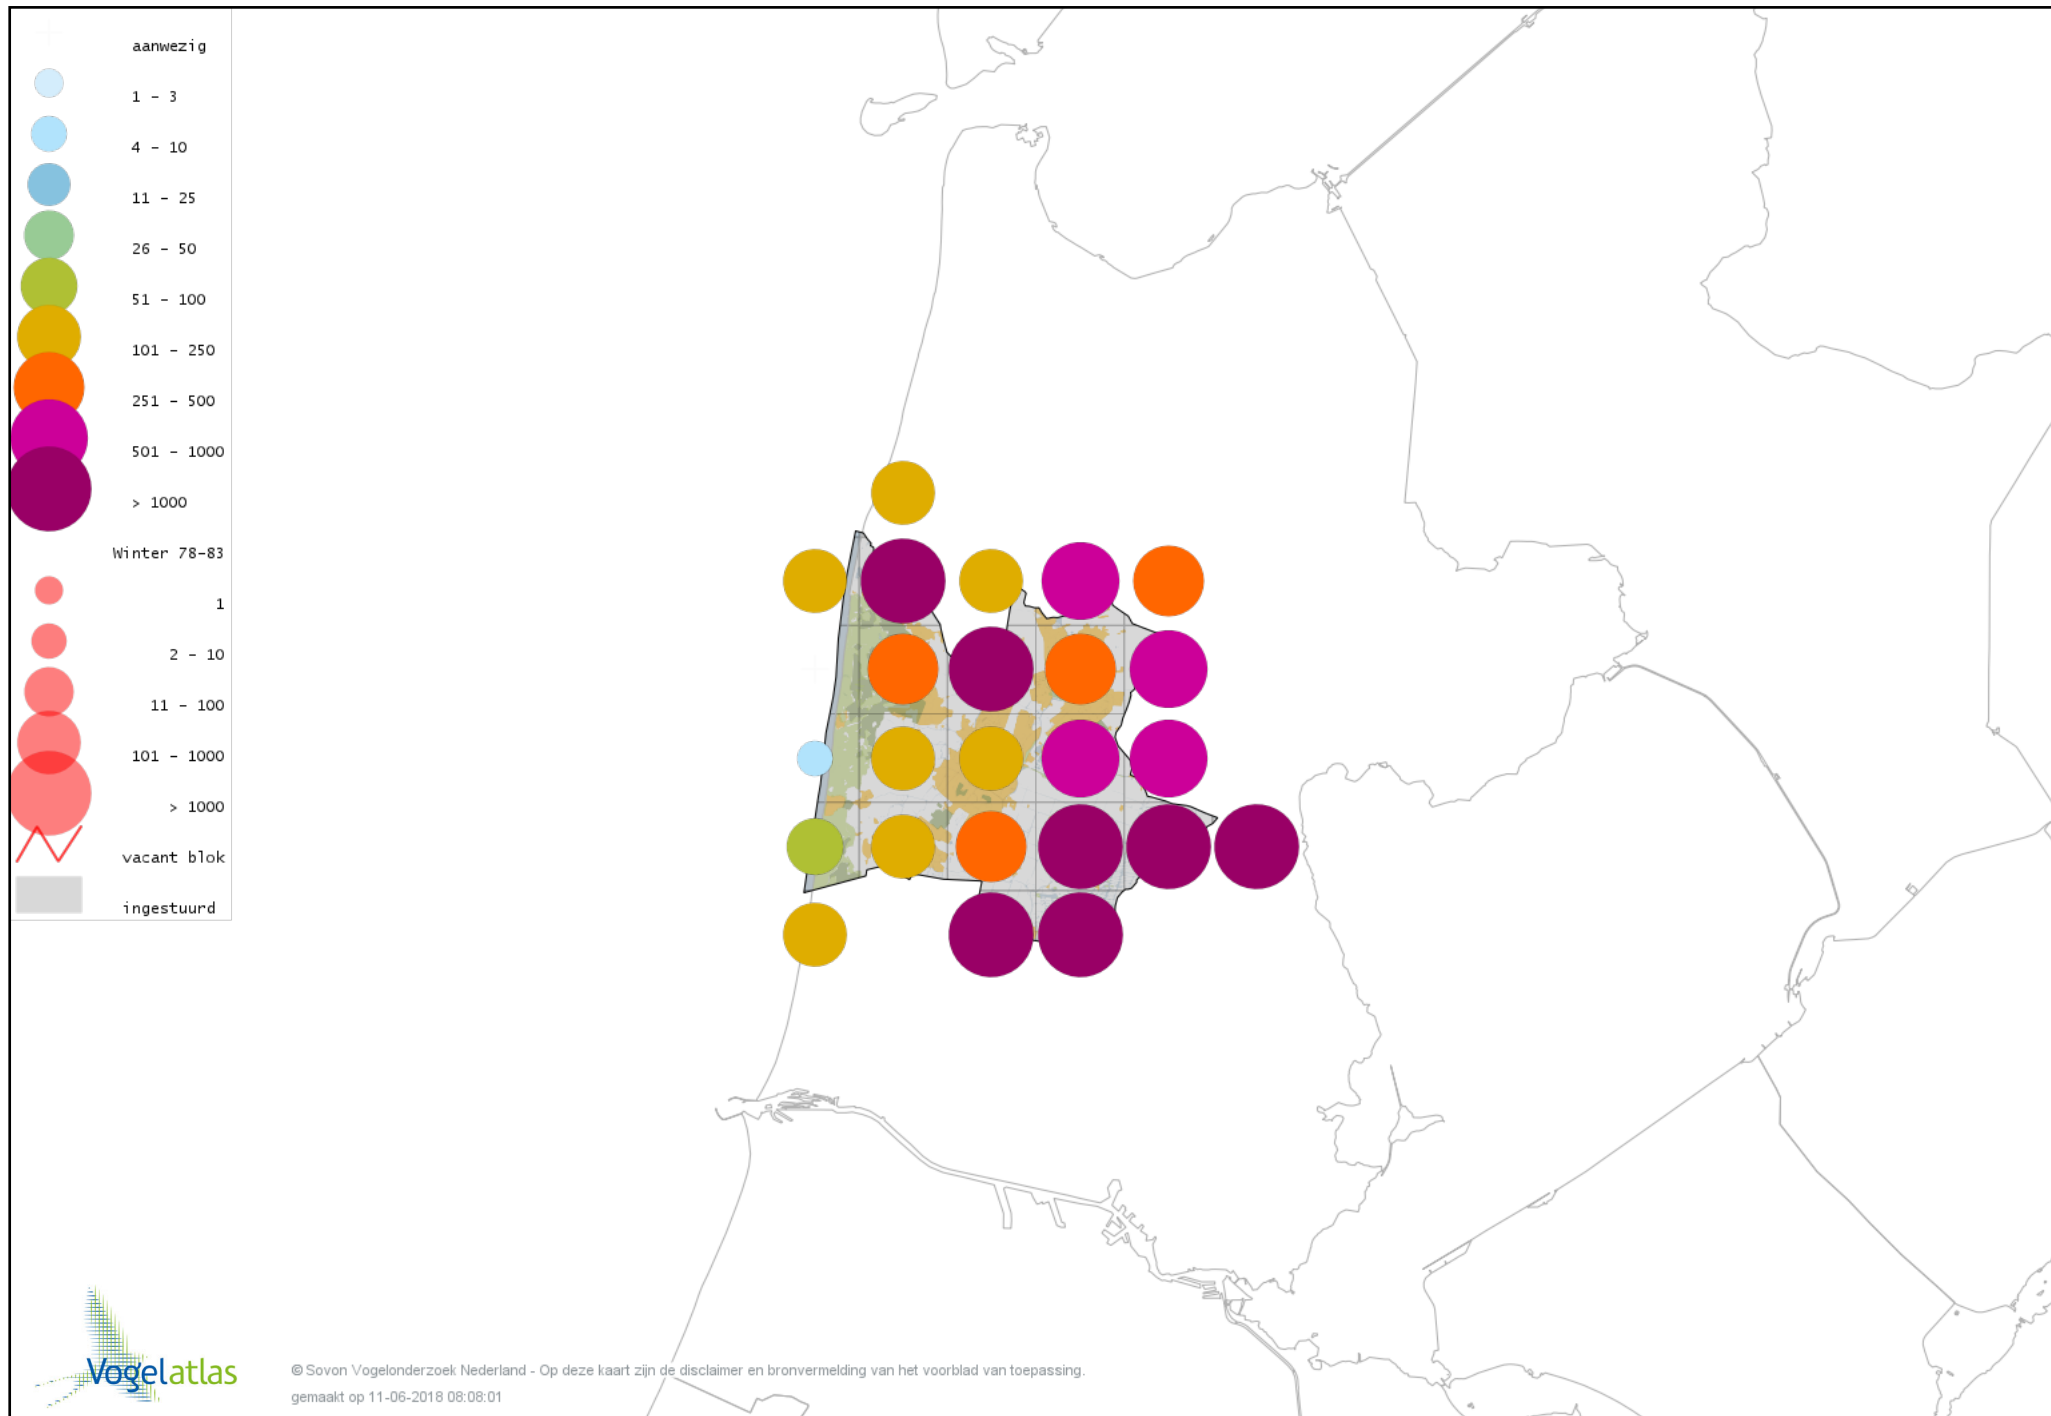 aanwezig
1 - 3
4 - 10
11 - 25
26 - 50
51 - 100
101 - 250
251 - 500
501 - 1000
> 1000
Winter 78-83
1
2 - 10
11 - 100
101 - 1000
> 1000
vacant blok
ingestuurd
Vogelatlas
© Sovon Vogelonderzoek Nederland - Op deze kaart zijn de disclaimer en bronvermelding van het voorblad van toepassing.
gemaakt op 11-06-2018 08:08:01